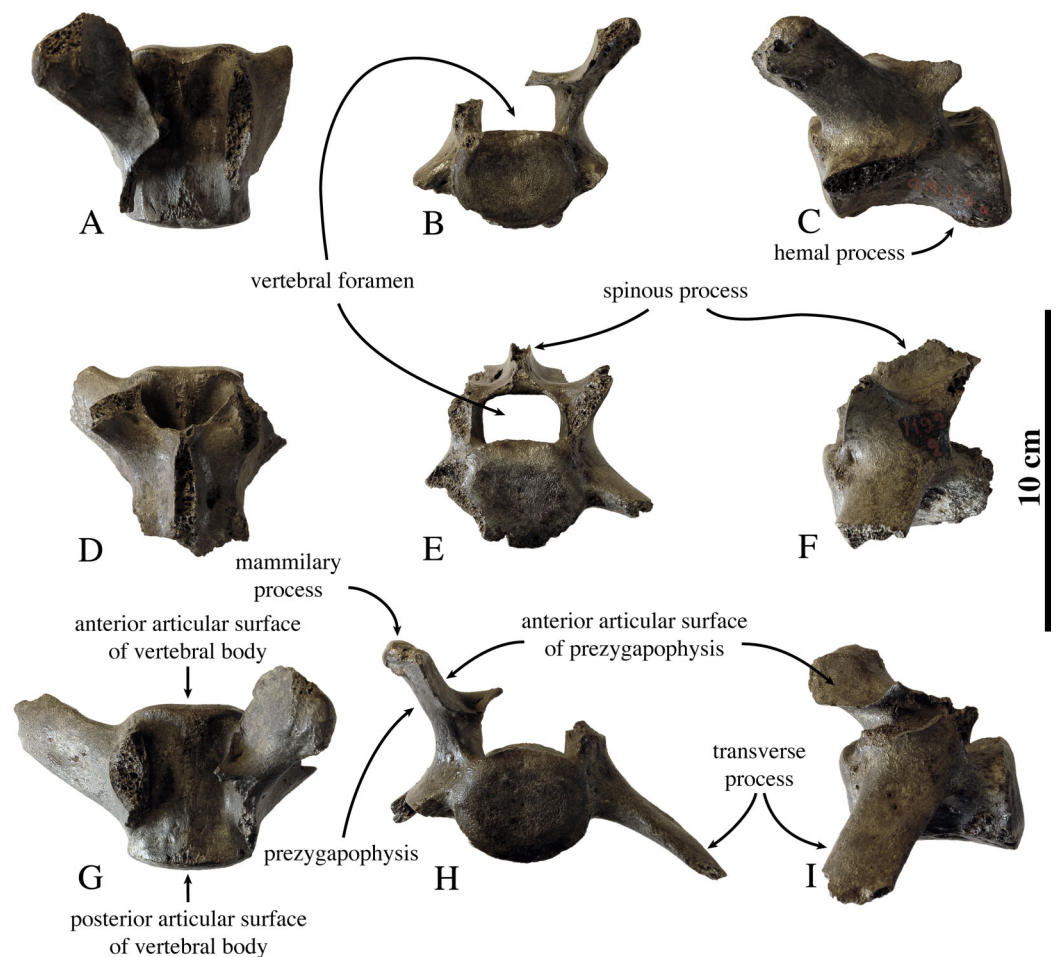 A
B
C
hemal process
vertebral foramen
spinous process
D
E
F
10 cm
mammilary
process
anterior articular surface
of vertebral body
anterior articular surface
of prezygapophysis
transverse
process
prezygapophysis
G
H
I
posterior articular surface
of vertebral body